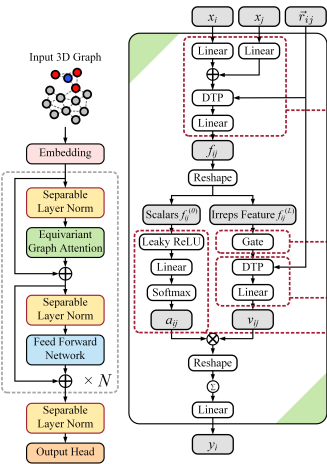 Input 3D Graph
Embedding
Separable
Layer Norm
Equivariant
Graph Attention
Separable
Layer Norm
Feed Forward
Network
× N
Separable
Layer Norm
Output Head
x_i
x_j
r⃗_ij
Linear
Linear
DTP
Linear
f_ij
Reshape
Scalars f_ij^(0)
Irreps Feature f_ij^(L)
Leaky ReLU
Gate
Linear
DTP
Softmax
Linear
a_ij
v_ij
Reshape
Σ
Linear
y_i